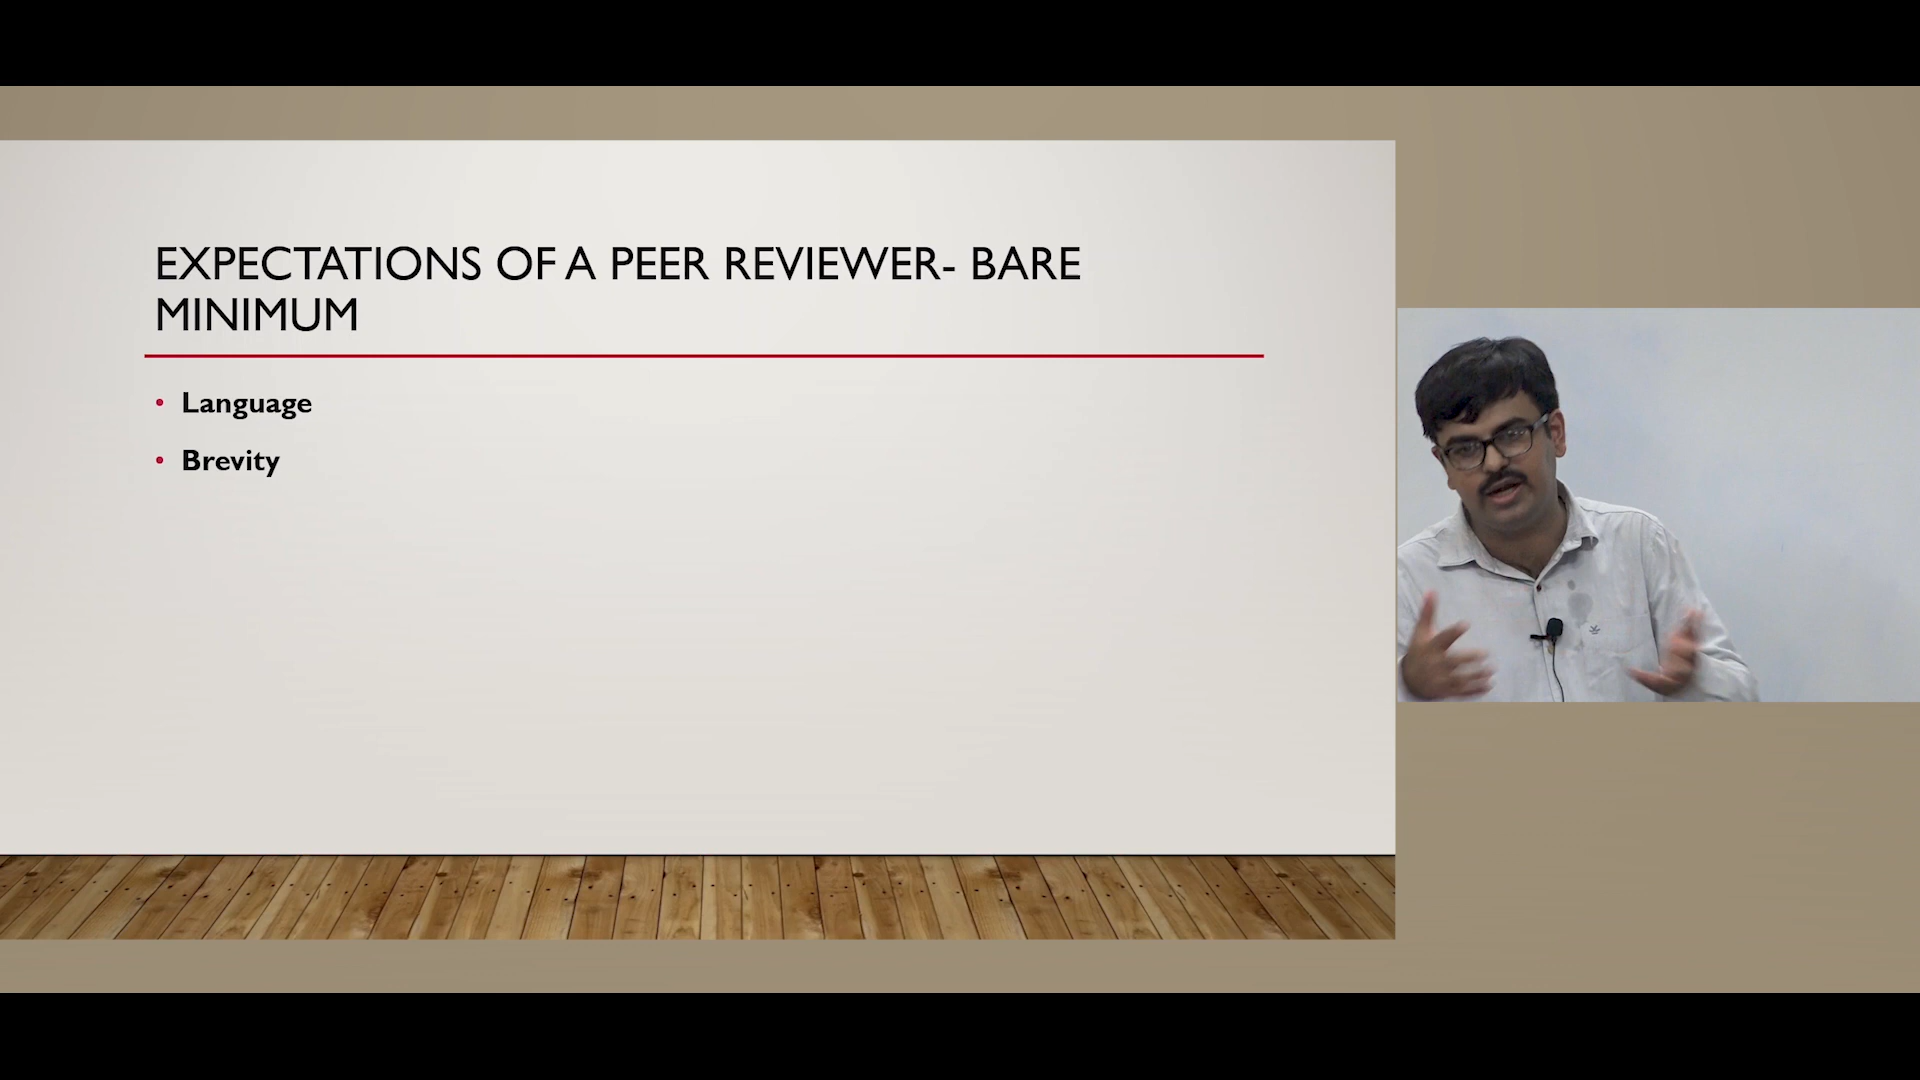 EXPECTATIONS OF A PEER REVIEWER- BARE
MINIMUM
• Language
• Brevity